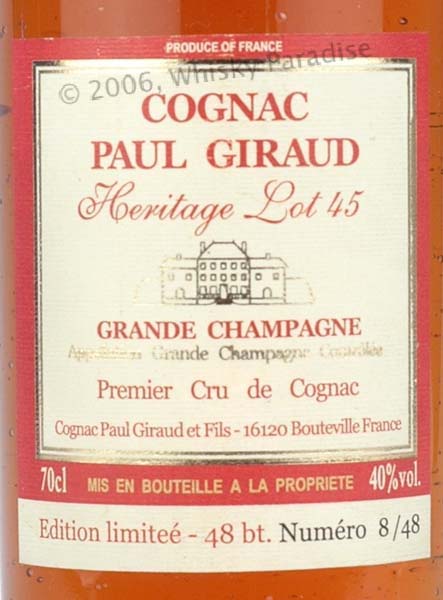 PRODUCE OF FRANCE
© 2006, Whisky Paradise
COGNAC
PAUL GIRAUD
Heritage Lot 45
GRANDE CHAMPAGNE
Appellation Grande Champagne Contrôlée
Premier Cru de Cognac
Cognac Paul Giraud et Fils - 16120 Bouteville France
70cl MIS EN BOUTEILLE A LA PROPRIETE 40%vol.
Edition limiteé - 48 bt. Numéro 8/48